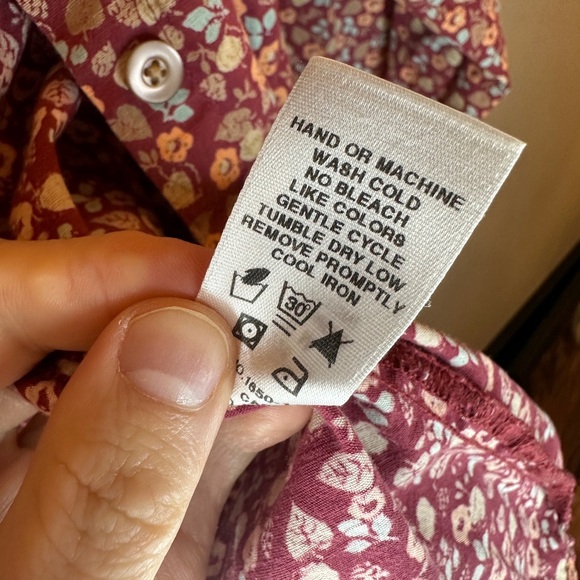 HAND OR MACHINE
WASH COLD
NO BLEACH
LIKE COLORS
GENTLE CYCLE
TUMBLE DRY LOW
REMOVE PROMPTLY
COOL IRON
30°